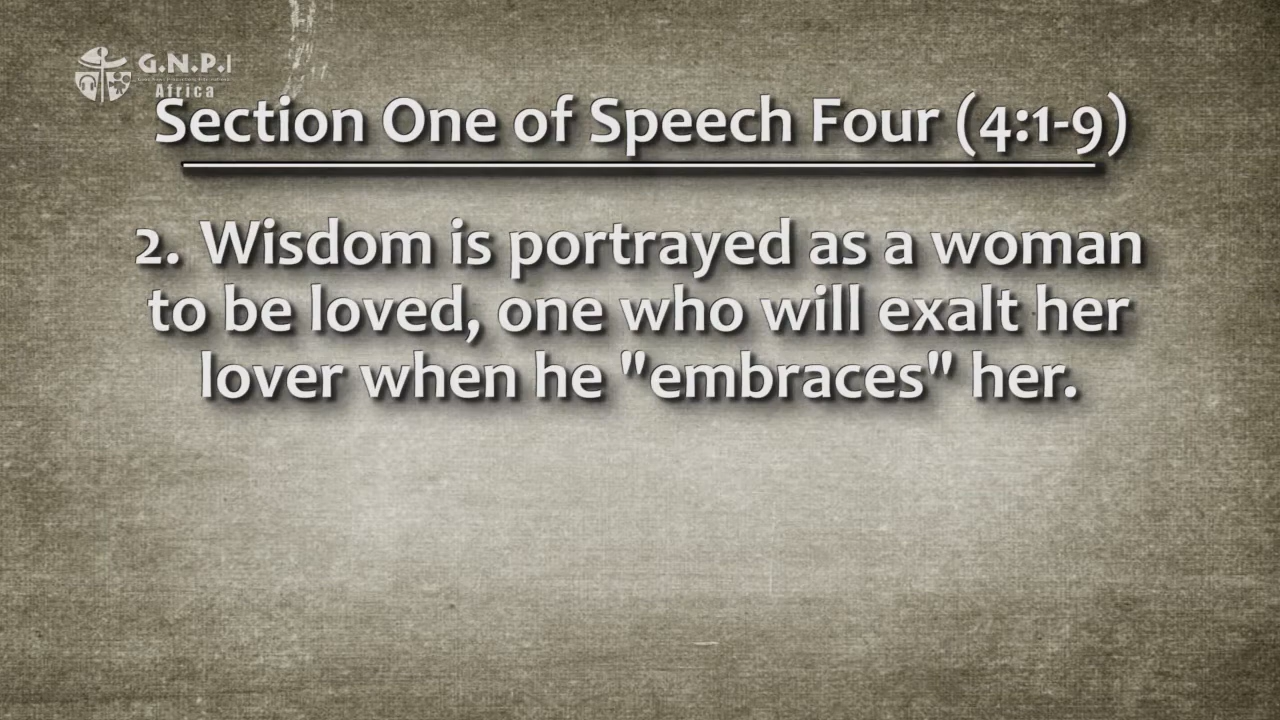 G.N.P.I
Africa
Section One of Speech Four (4:1-9)
2. Wisdom is portrayed as a woman
to be loved, one who will exalt her
lover when he "embraces" her.